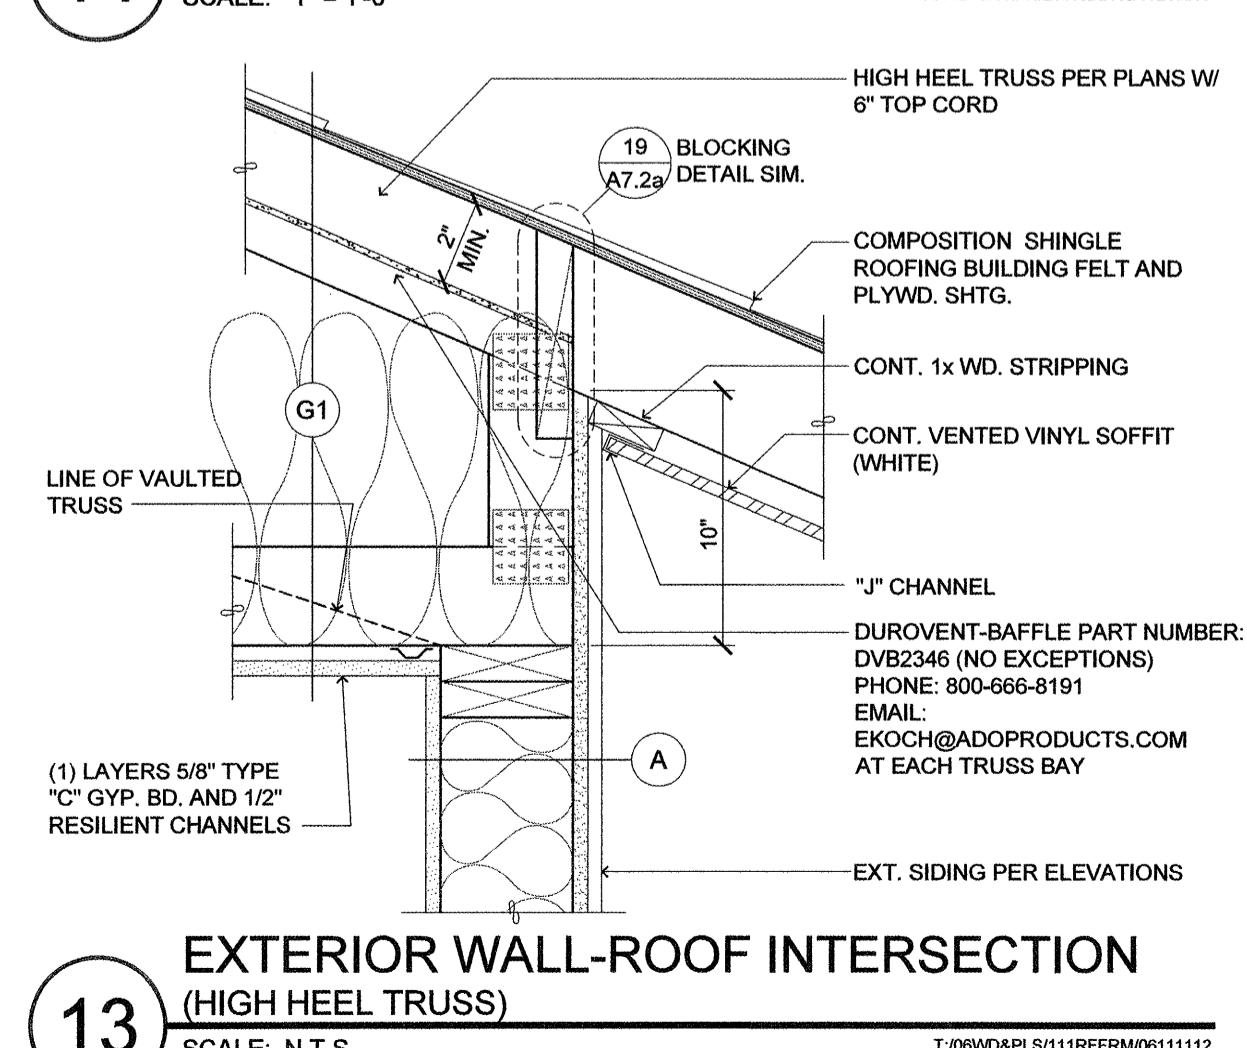 HIGH HEEL TRUSS PER PLANS W/
6" TOP CORD
19
A7.2a
BLOCKING
DETAIL SIM.
2"
MIN.
COMPOSITION SHINGLE
ROOFING BUILDING FELT AND
PLYWD. SHTG.
CONT. 1x WD. STRIPPING
G1
CONT. VENTED VINYL SOFFIT
(WHITE)
LINE OF VAULTED
TRUSS
10"
"J" CHANNEL
DUROVENT-BAFFLE PART NUMBER:
DVB2346 (NO EXCEPTIONS)
PHONE: 800-666-8191
EMAIL:
EKOCH@ADOPRODUCTS.COM
AT EACH TRUSS BAY
A
(1) LAYERS 5/8" TYPE
"C" GYP. BD. AND 1/2"
RESILIENT CHANNELS
EXT. SIDING PER ELEVATIONS
EXTERIOR WALL-ROOF INTERSECTION
(HIGH HEEL TRUSS)
13
SCALE: N.T.S.